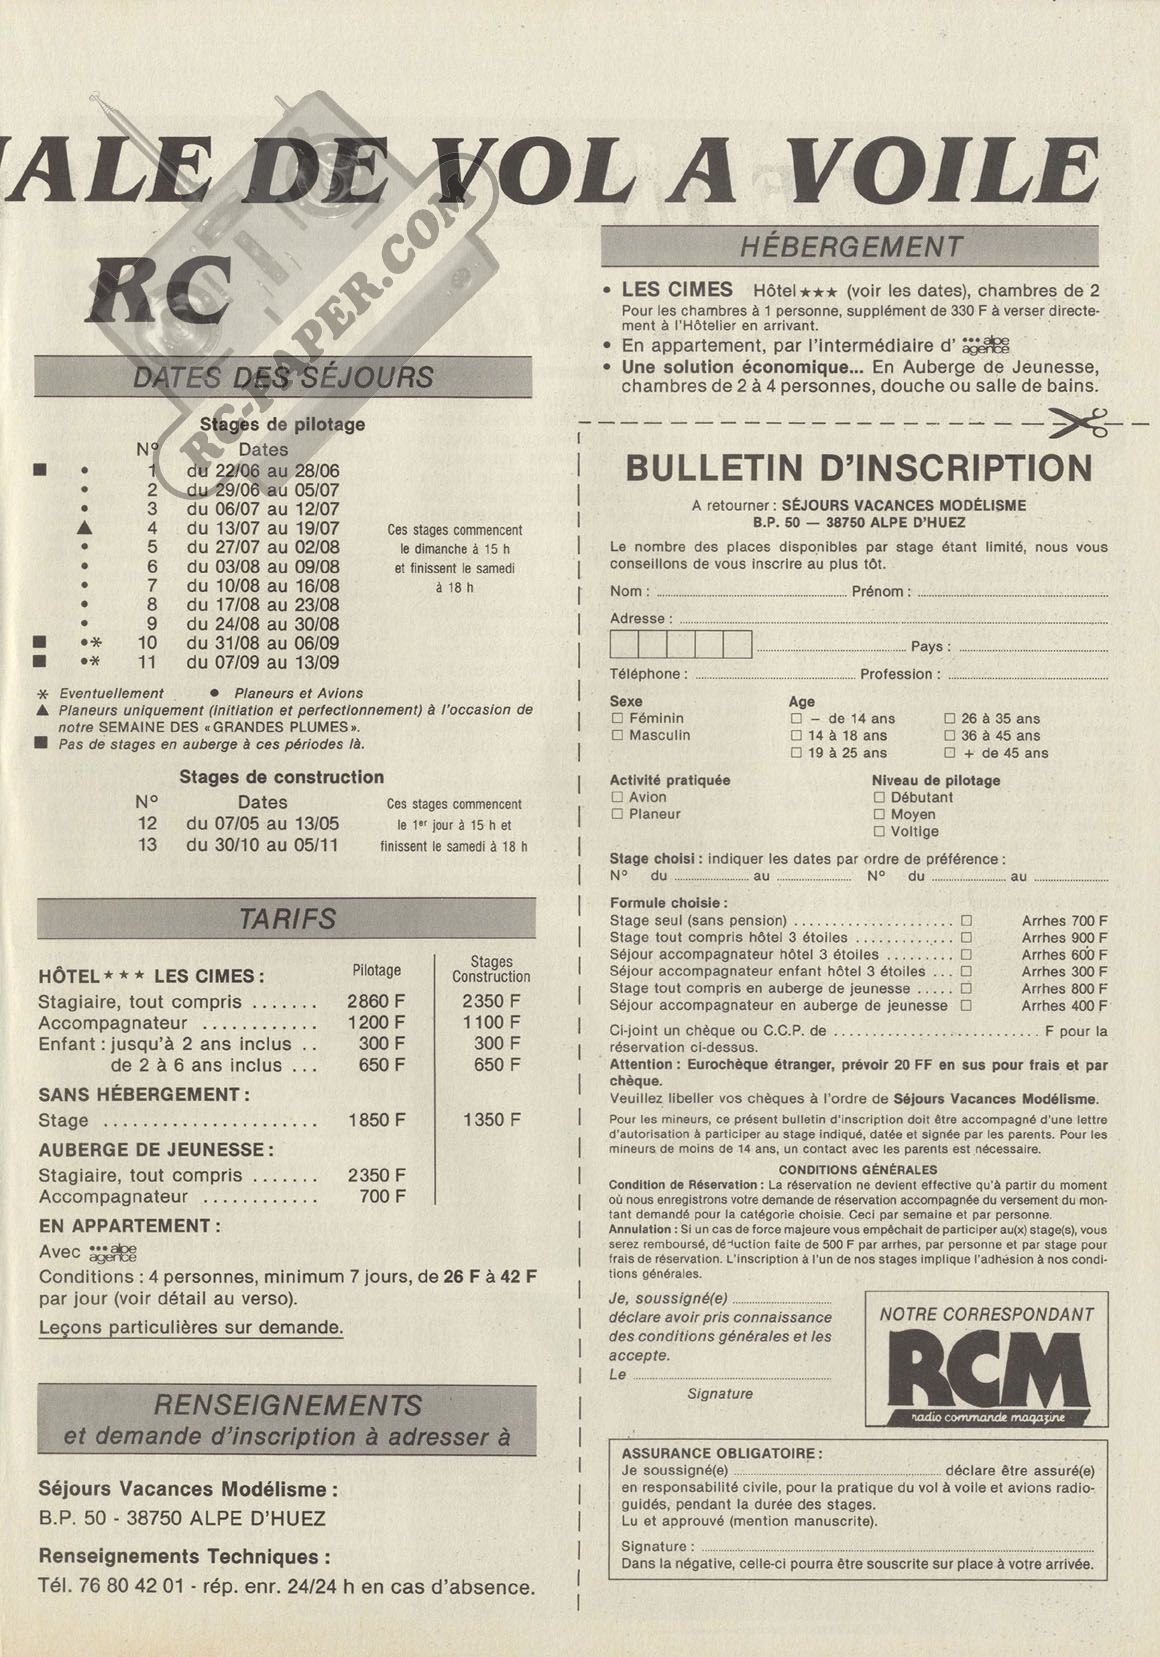 IALE DE VOL A VOILE
RC
RC-PAPER.COM
DATES DES SÉJOURS
Stages de pilotage
N° Dates
■ • 1 du 22/06 au 28/06
• 2 du 29/06 au 05/07
• 3 du 06/07 au 12/07
▲ 4 du 13/07 au 19/07
• 5 du 27/07 au 02/08
• 6 du 03/08 au 09/08
• 7 du 10/08 au 16/08
• 8 du 17/08 au 23/08
• 9 du 24/08 au 30/08
■ •* 10 du 31/08 au 06/09
■ •* 11 du 07/09 au 13/09
Ces stages commencent
le dimanche à 15 h
et finissent le samedi
à 18 h
* Eventuellement • Planeurs et Avions
▲ Planeurs uniquement (initiation et perfectionnement) à l'occasion de
notre SEMAINE DES «GRANDES PLUMES».
■ Pas de stages en auberge à ces périodes là.
Stages de construction
N° Dates
12 du 07/05 au 13/05
13 du 30/10 au 05/11
Ces stages commencent
le 1er jour à 15 h et
finissent le samedi à 18 h
TARIFS
HÔTEL★★★ LES CIMES : Pilotage Stages Construction
Stagiaire, tout compris ....... 2860 F 2350 F
Accompagnateur ............ 1200 F 1100 F
Enfant : jusqu'à 2 ans inclus .. 300 F 300 F
de 2 à 6 ans inclus ... 650 F 650 F
SANS HÉBERGEMENT :
Stage ...................... 1850 F 1350 F
AUBERGE DE JEUNESSE :
Stagiaire, tout compris ....... 2350 F
Accompagnateur ............ 700 F
EN APPARTEMENT :
Avec alpe agence
Conditions : 4 personnes, minimum 7 jours, de 26 F à 42 F
par jour (voir détail au verso).
Leçons particulières sur demande.
RENSEIGNEMENTS
et demande d'inscription à adresser à
Séjours Vacances Modélisme :
B.P. 50 - 38750 ALPE D'HUEZ
Renseignements Techniques :
Tél. 76 80 42 01 - rép. enr. 24/24 h en cas d'absence.
HÉBERGEMENT
• LES CIMES Hôtel★★★ (voir les dates), chambres de 2
Pour les chambres à 1 personne, supplément de 330 F à verser directe-
ment à l'Hôtelier en arrivant.
• En appartement, par l'intermédiaire d' alpe agence
• Une solution économique... En Auberge de Jeunesse,
chambres de 2 à 4 personnes, douche ou salle de bains.
BULLETIN D'INSCRIPTION
A retourner : SÉJOURS VACANCES MODÉLISME
B.P. 50 — 38750 ALPE D'HUEZ
Le nombre des places disponibles par stage étant limité, nous vous
conseillons de vous inscrire au plus tôt.
Nom : .................... Prénom : ....................
Adresse : ....................
.................... Pays : ....................
Téléphone : .................... Profession : ....................
Sexe Age
□ Féminin □ – de 14 ans □ 26 à 35 ans
□ Masculin □ 14 à 18 ans □ 36 à 45 ans
□ 19 à 25 ans □ + de 45 ans
Activité pratiquée Niveau de pilotage
□ Avion □ Débutant
□ Planeur □ Moyen
□ Voltige
Stage choisi : indiquer les dates par ordre de préférence :
N° du .......... au .......... N° du .......... au ..........
Formule choisie :
Stage seul (sans pension) ..................... □ Arrhes 700 F
Stage tout compris hôtel 3 étoiles ............. □ Arrhes 900 F
Séjour accompagnateur hôtel 3 étoiles ......... □ Arrhes 600 F
Séjour accompagnateur enfant hôtel 3 étoiles ... □ Arrhes 300 F
Stage tout compris en auberge de jeunesse ..... □ Arrhes 800 F
Séjour accompagnateur en auberge de jeunesse □ Arrhes 400 F
Ci-joint un chèque ou C.C.P. de .......................... F pour la
réservation ci-dessus.
Attention : Eurochèque étranger, prévoir 20 FF en sus pour frais et par
chèque.
Veuillez libeller vos chèques à l'ordre de Séjours Vacances Modélisme.
Pour les mineurs, ce présent bulletin d'inscription doit être accompagné d'une lettre
d'autorisation à participer au stage indiqué, datée et signée par les parents. Pour les
mineurs de moins de 14 ans, un contact avec les parents est nécessaire.
CONDITIONS GÉNÉRALES
Condition de Réservation : La réservation ne devient effective qu'à partir du moment
où nous enregistrons votre demande de réservation accompagnée du versement du mon-
tant demandé pour la catégorie choisie. Ceci par semaine et par personne.
Annulation : Si un cas de force majeure vous empêchait de participer au(x) stage(s), vous
serez remboursé, déduction faite de 500 F par arrhes, par personne et par stage pour
frais de réservation. L'inscription à l'un de nos stages implique l'adhésion à nos condi-
tions générales.
Je, soussigné(e) ....................
déclare avoir pris connaissance
des conditions générales et les
accepte.
Le ....................
Signature
NOTRE CORRESPONDANT
RCM
radio commande magazine
ASSURANCE OBLIGATOIRE :
Je soussigné(e) .................... déclare être assuré(e)
en responsabilité civile, pour la pratique du vol à voile et avions radio-
guidés, pendant la durée des stages.
Lu et approuvé (mention manuscrite).
Signature : ....................
Dans la négative, celle-ci pourra être souscrite sur place à votre arrivée.